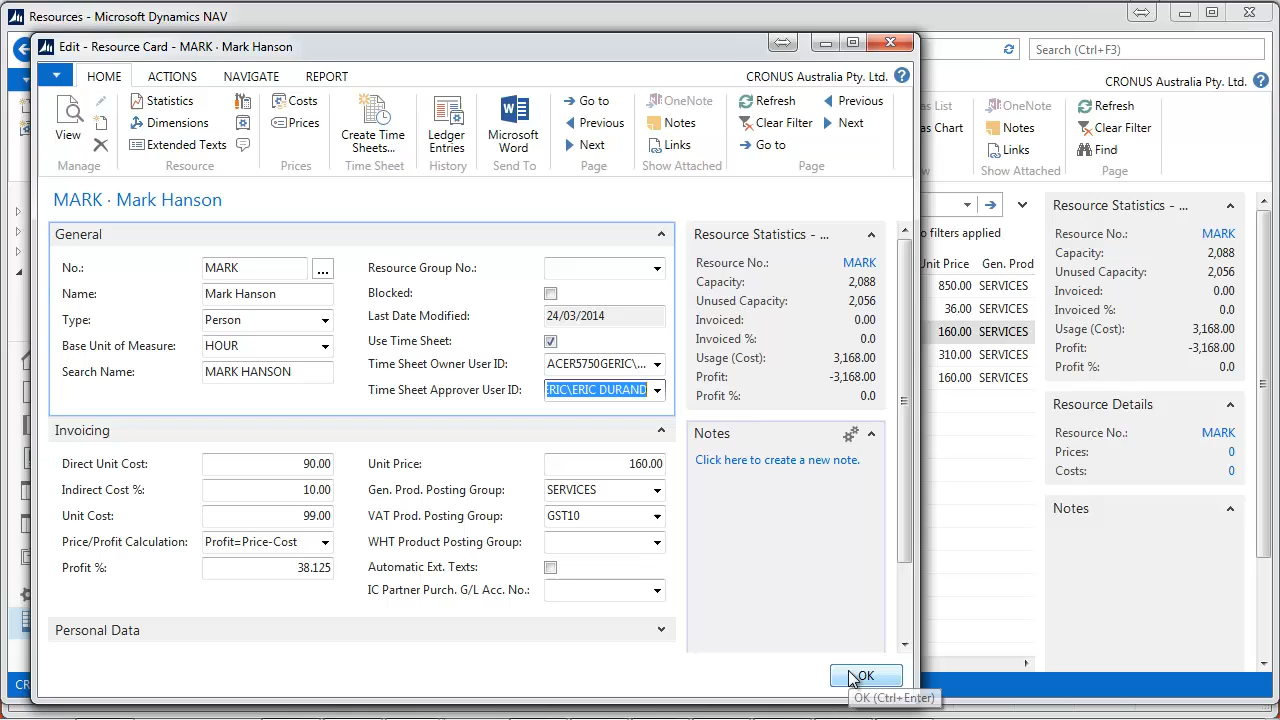 Resources - Microsoft Dynamics NAV
Edit - Resource Card - MARK · Mark Hanson
Search (Ctrl+F3)
HOME ACTIONS NAVIGATE REPORT
CRONUS Australia Pty. Ltd.
CRONUS Australia Pty. Ltd.
View
Manage
Statistics
Dimensions
Extended Texts
Resource
Costs
Prices
Prices
Create Time
Sheets...
Time Sheet
Ledger
Entries
History
Microsoft
Word
Send To
Go to
Previous
Next
Page
OneNote
Notes
Links
Show Attached
Refresh
Clear Filter
Go to
Previous
Next
Page
as List
as Chart
OneNote
Notes
Links
Show Attached
Refresh
Clear Filter
Find
Page
MARK · Mark Hanson
General
No.: MARK ...
Name: Mark Hanson
Type: Person
Base Unit of Measure: HOUR
Search Name: MARK HANSON
Resource Group No.:
Blocked:
Last Date Modified: 24/03/2014
Use Time Sheet:
Time Sheet Owner User ID: ACER5750GERIC\...
Time Sheet Approver User ID: ERIC\ERIC DURAND
Invoicing
Direct Unit Cost: 90.00
Indirect Cost %: 10.00
Unit Cost: 99.00
Price/Profit Calculation: Profit=Price-Cost
Profit %: 38.125
Unit Price: 160.00
Gen. Prod. Posting Group: SERVICES
VAT Prod. Posting Group: GST10
WHT Product Posting Group:
Automatic Ext. Texts:
IC Partner Purch. G/L Acc. No.:
Personal Data
Resource Statistics - ...
Resource No.: MARK
Capacity: 2,088
Unused Capacity: 2,056
Invoiced: 0.00
Invoiced %: 0.0
Usage (Cost): 3,168.00
Profit: -3,168.00
Profit %: 0.0
Notes
Click here to create a new note.
OK
OK (Ctrl+Enter)
o filters applied
Unit Price Gen. Prod
850.00 SERVICES
36.00 SERVICES
160.00 SERVICES
310.00 SERVICES
160.00 SERVICES
Resource Statistics - ...
Resource No.: MARK
Capacity: 2,088
Unused Capacity: 2,056
Invoiced: 0.00
Invoiced %: 0.0
Usage (Cost): 3,168.00
Profit: -3,168.00
Profit %: 0.0
Resource Details
Resource No.: MARK
Prices: 0
Costs: 0
Notes
CR